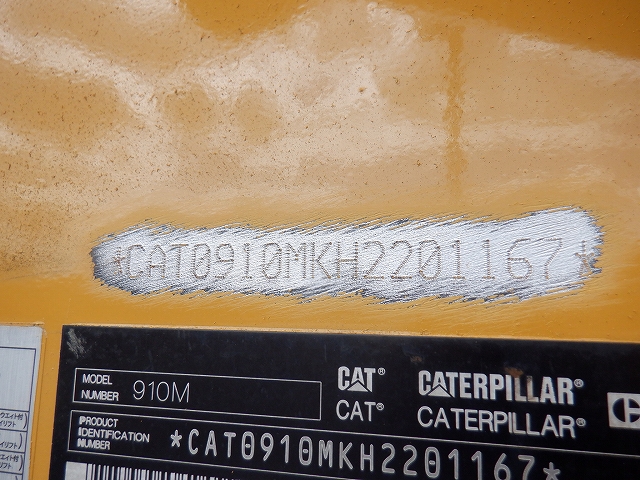 *CAT0910MKH2201167*
MODEL NUMBER 910M
CAT® CATERPILLAR®
CAT® CATERPILLAR®
PRODUCT IDENTIFICATION NUMBER *CAT0910MKH2201167*